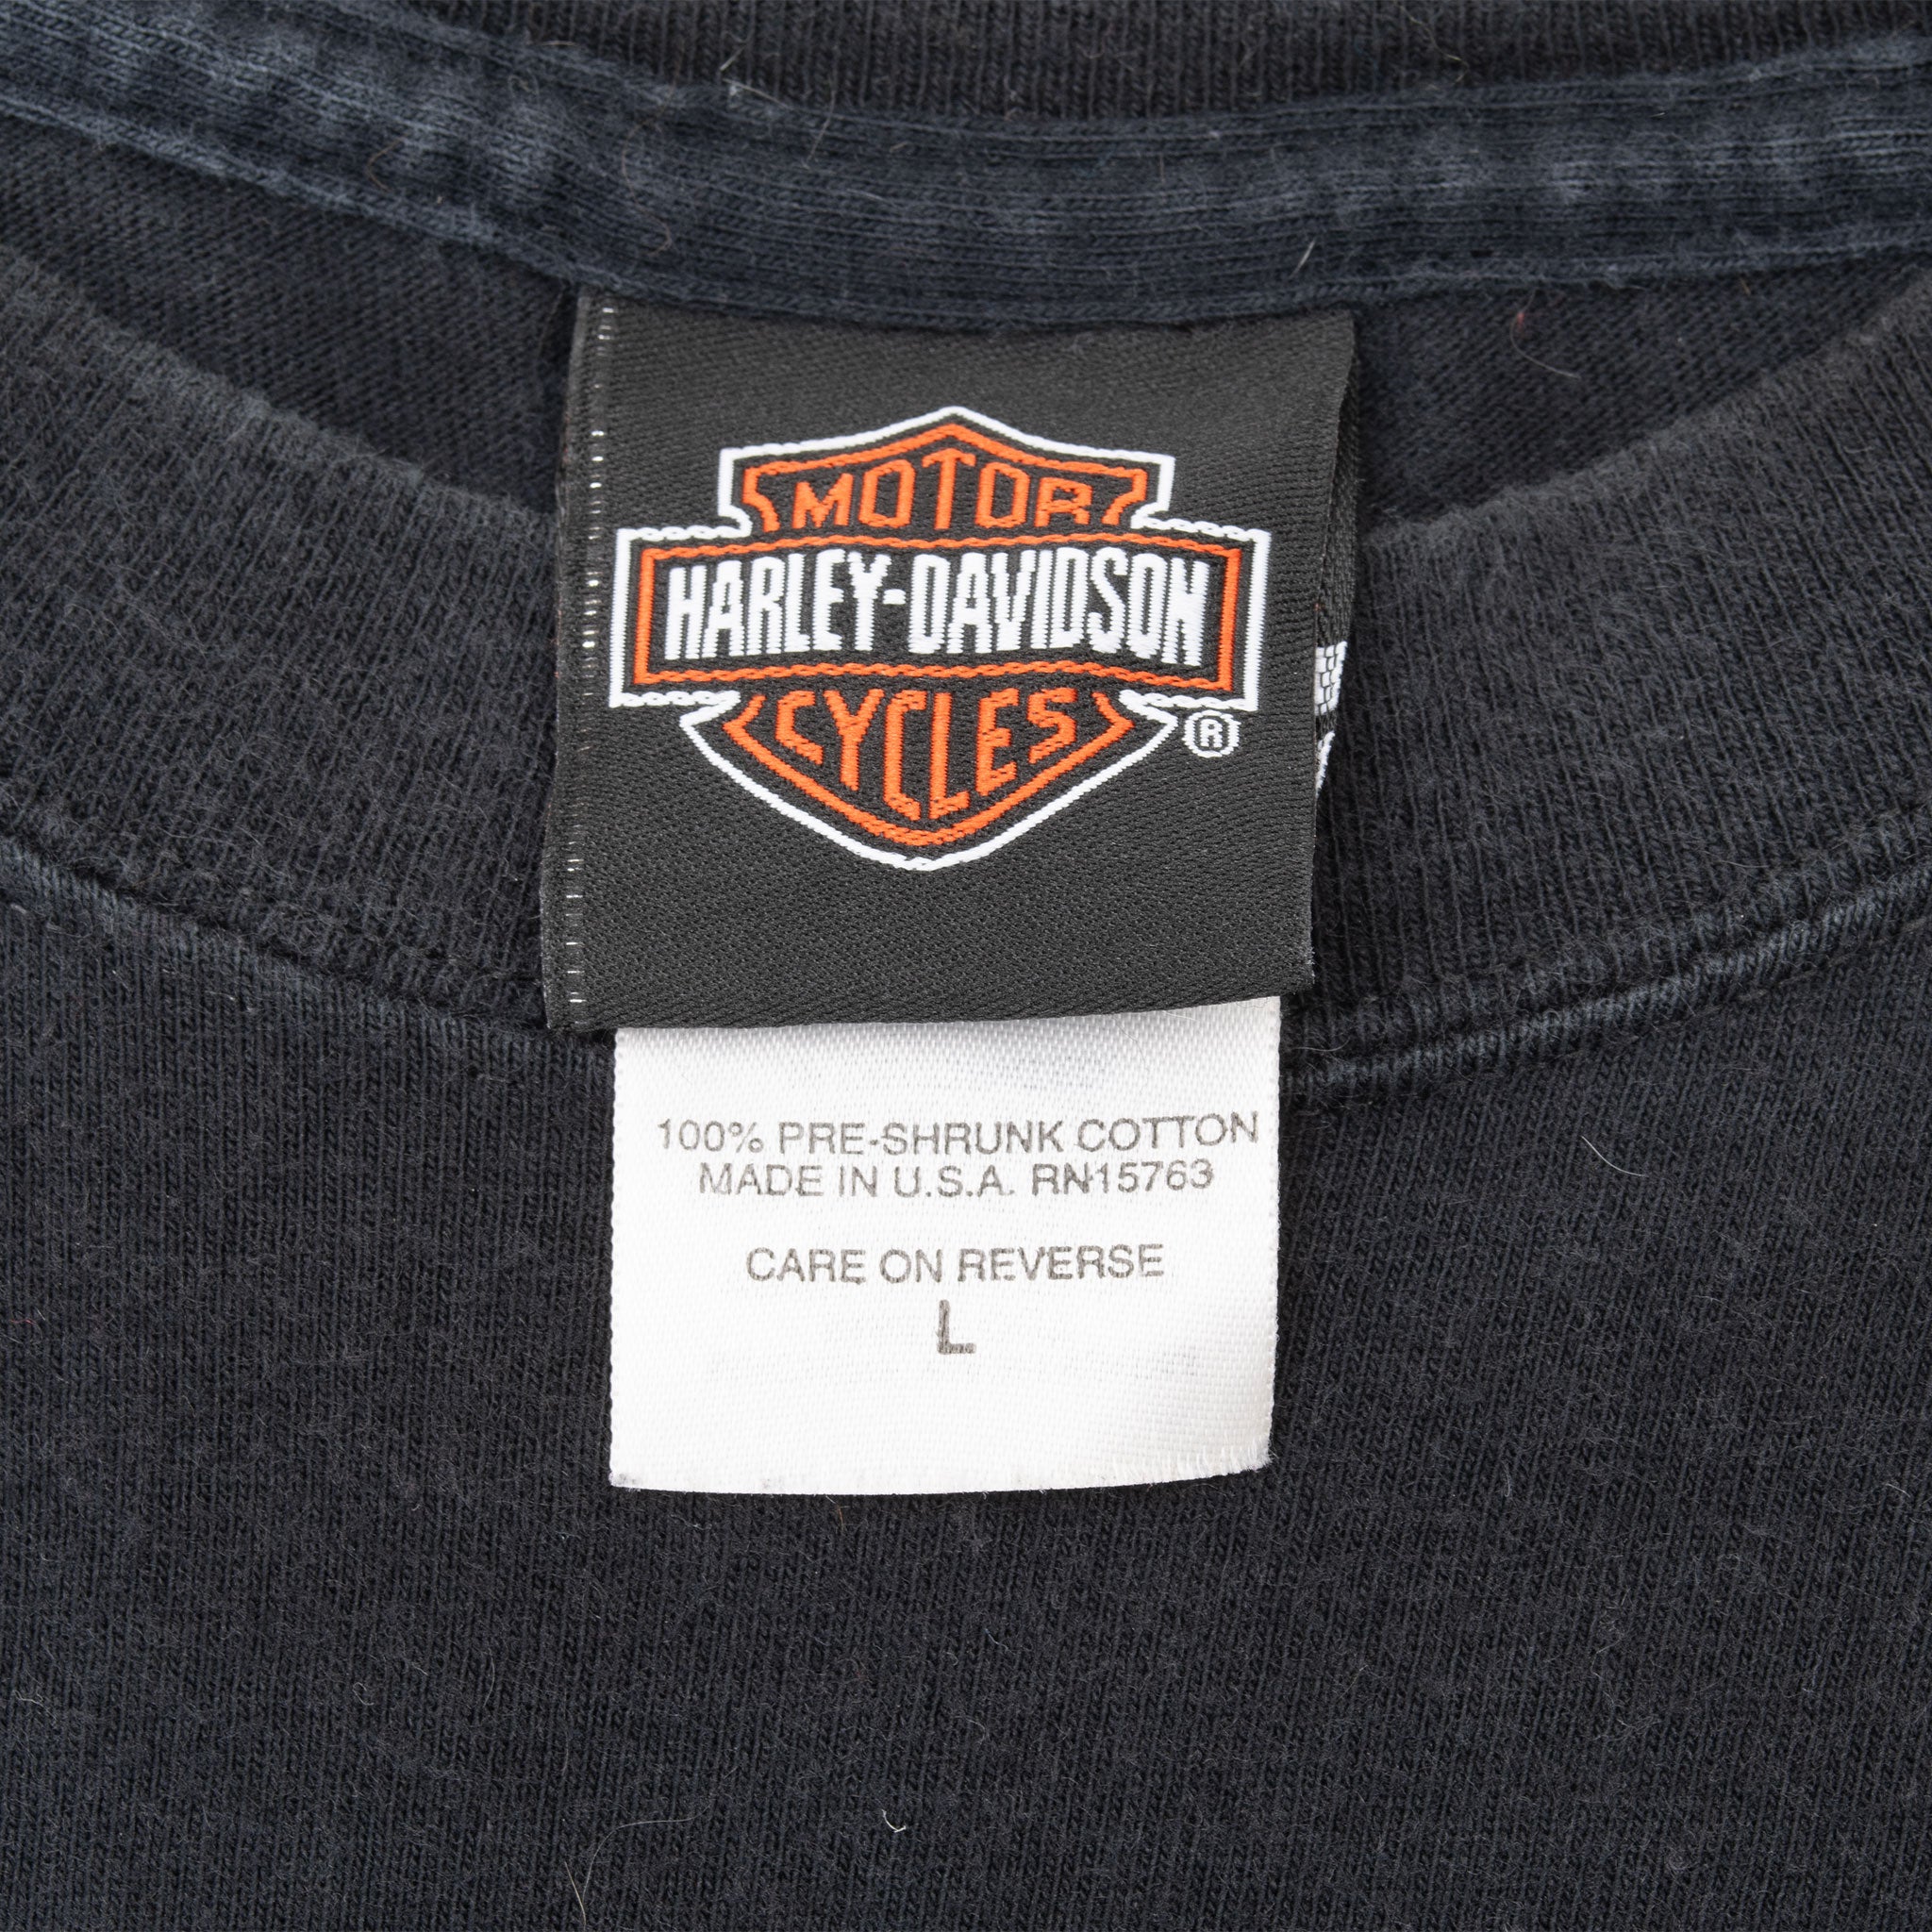 MOTOR
HARLEY-DAVIDSON
CYCLES
®
100% PRE-SHRUNK COTTON
MADE IN U.S.A. RN15763
CARE ON REVERSE
L